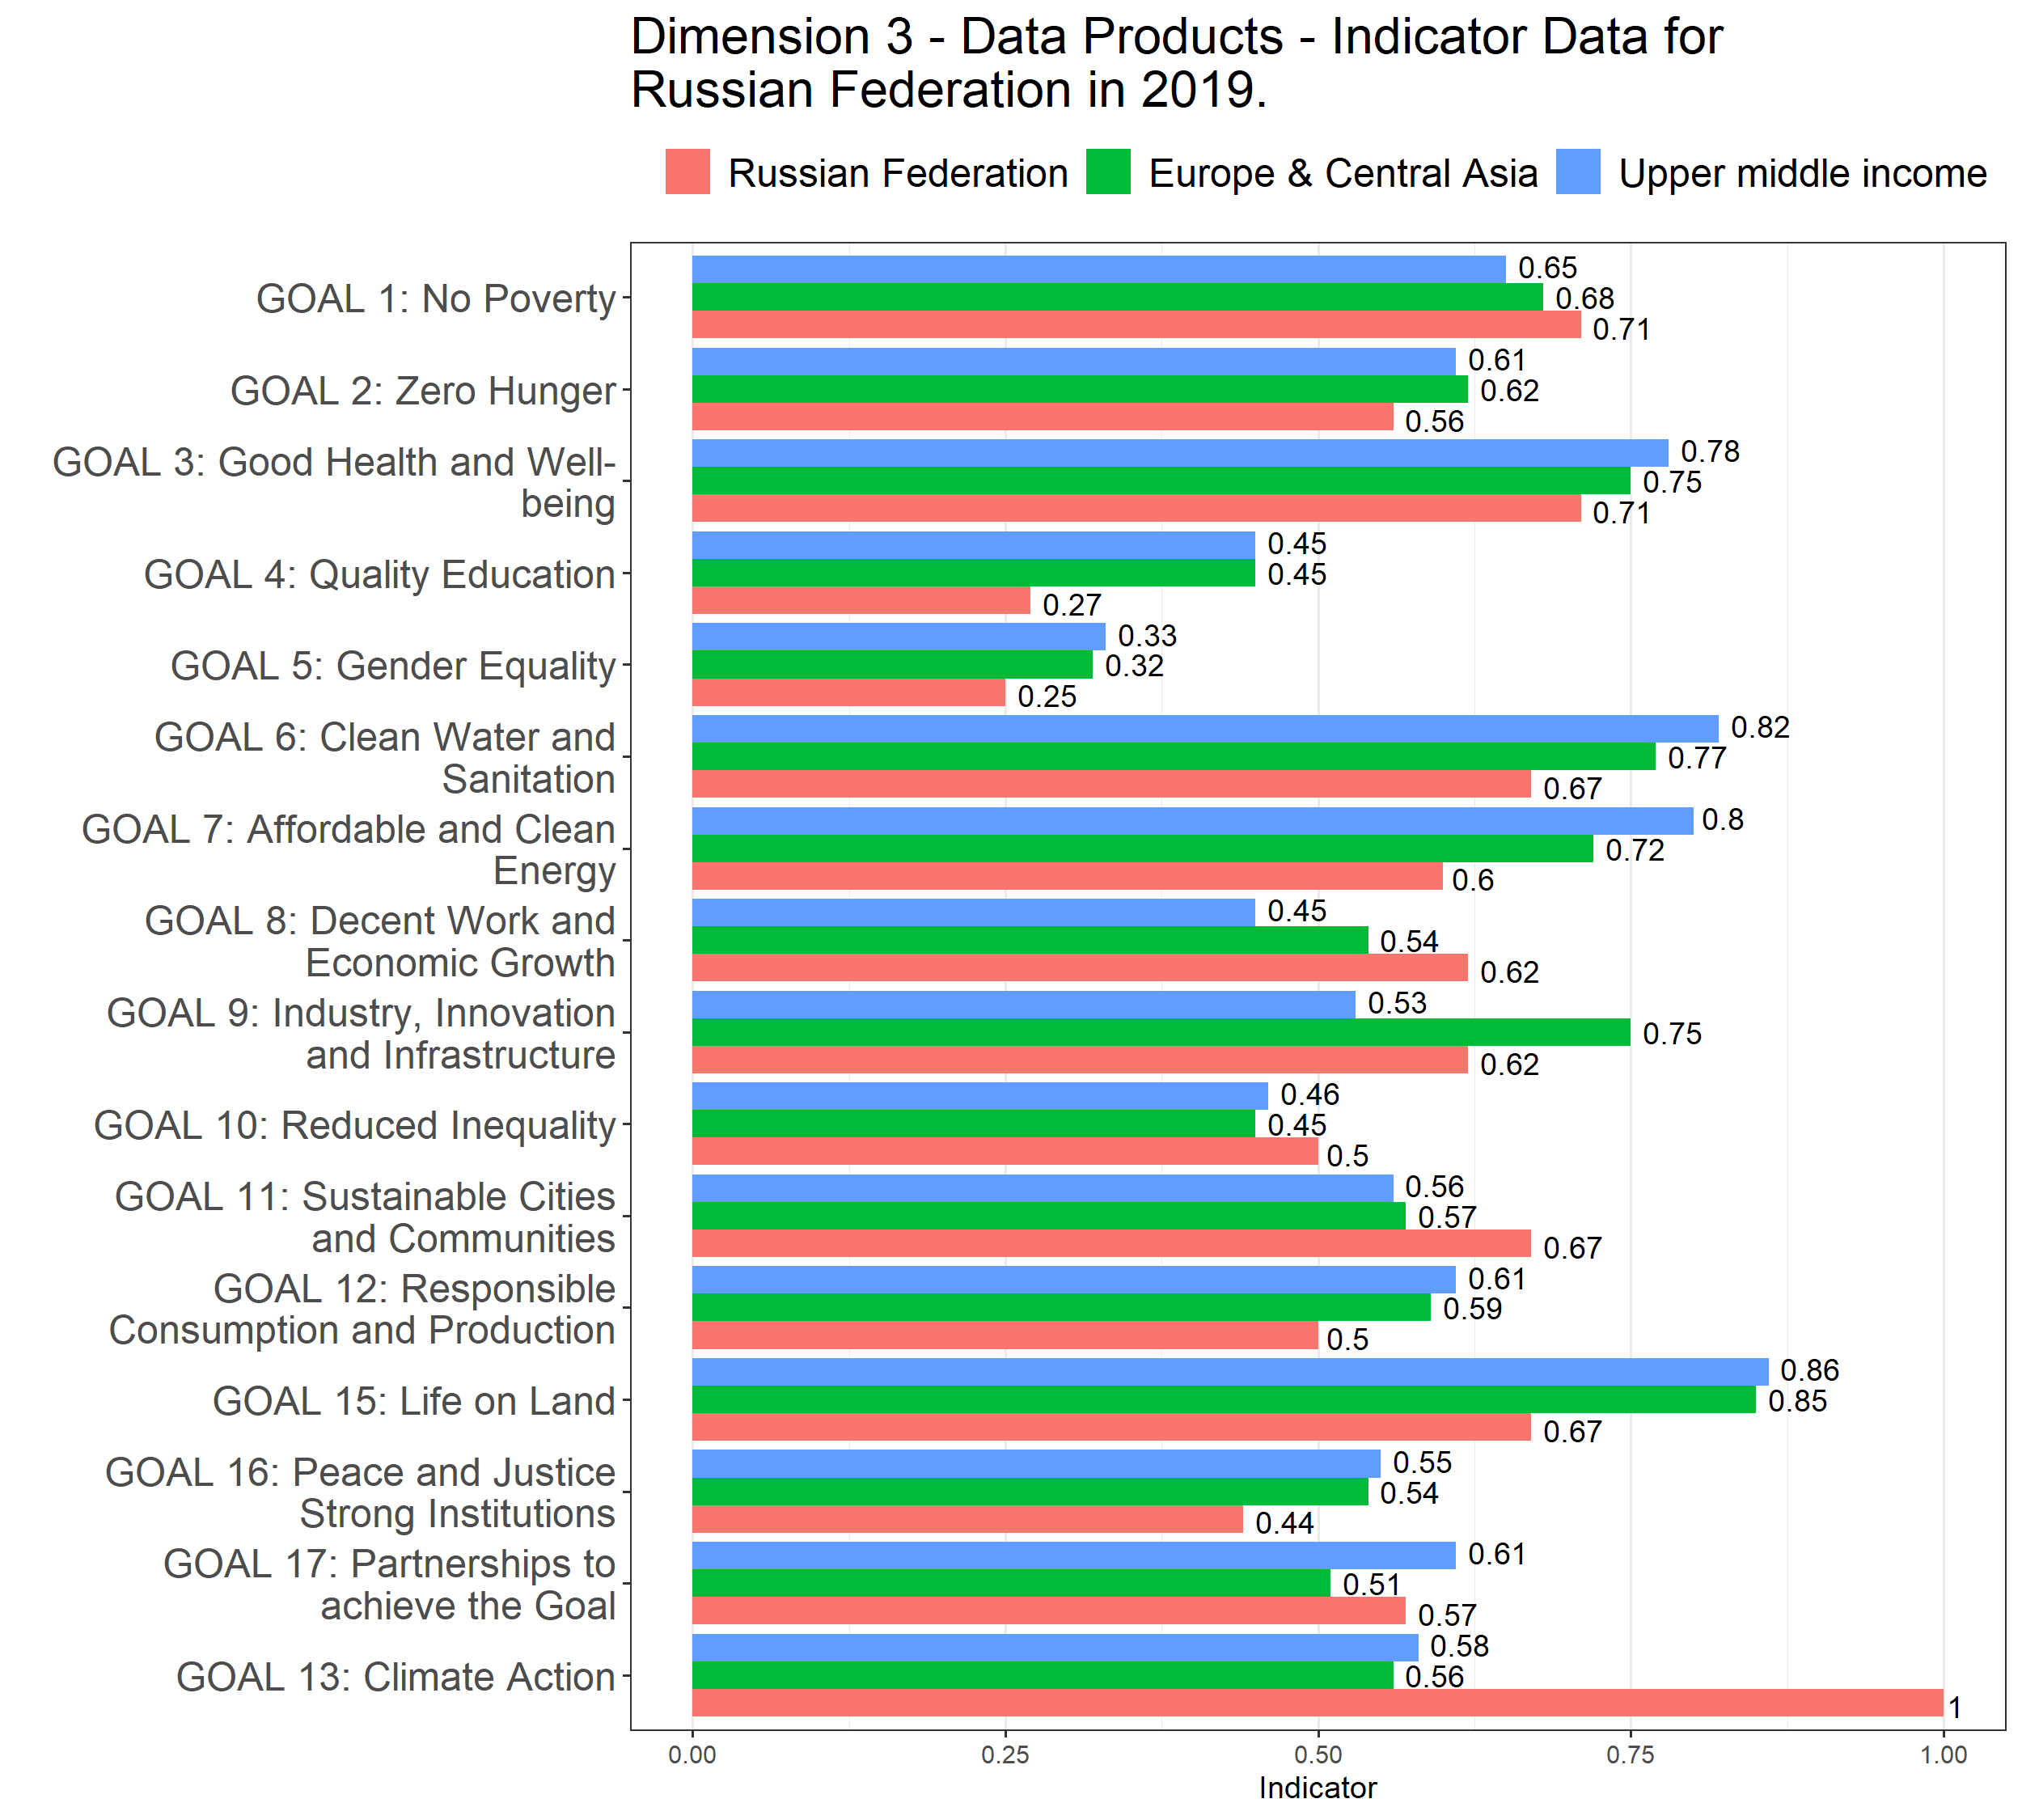 Dimension 3 - Data Products - Indicator Data for
Russian Federation in 2019.
Russian Federation Europe & Central Asia Upper middle income
GOAL 1: No Poverty
0.65
0.68
0.71
GOAL 2: Zero Hunger
0.61
0.62
0.56
GOAL 3: Good Health and Well-
being
0.78
0.75
0.71
GOAL 4: Quality Education
0.45
0.45
0.27
GOAL 5: Gender Equality
0.33
0.32
0.25
GOAL 6: Clean Water and
Sanitation
0.82
0.77
0.67
GOAL 7: Affordable and Clean
Energy
0.8
0.72
0.6
GOAL 8: Decent Work and
Economic Growth
0.45
0.54
0.62
GOAL 9: Industry, Innovation
and Infrastructure
0.53
0.75
0.62
GOAL 10: Reduced Inequality
0.46
0.45
0.5
GOAL 11: Sustainable Cities
and Communities
0.56
0.57
0.67
GOAL 12: Responsible
Consumption and Production
0.61
0.59
0.5
GOAL 15: Life on Land
0.86
0.85
0.67
GOAL 16: Peace and Justice
Strong Institutions
0.55
0.54
0.44
GOAL 17: Partnerships to
achieve the Goal
0.61
0.51
0.57
GOAL 13: Climate Action
0.58
0.56
1
0.00 0.25 0.50 0.75 1.00
Indicator